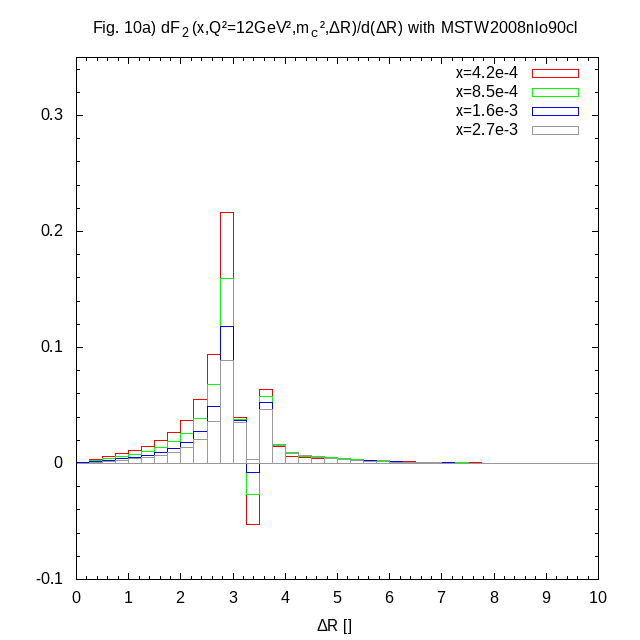 Fig. 10a) dF₂(x,Q²=12GeV²,m_c²,ΔR)/d(ΔR) with MSTW2008nlo90cl
x=4.2e-4
x=8.5e-4
x=1.6e-3
x=2.7e-3
0.3
0.2
0.1
0
-0.1
0 1 2 3 4 5 6 7 8 9 10
ΔR []